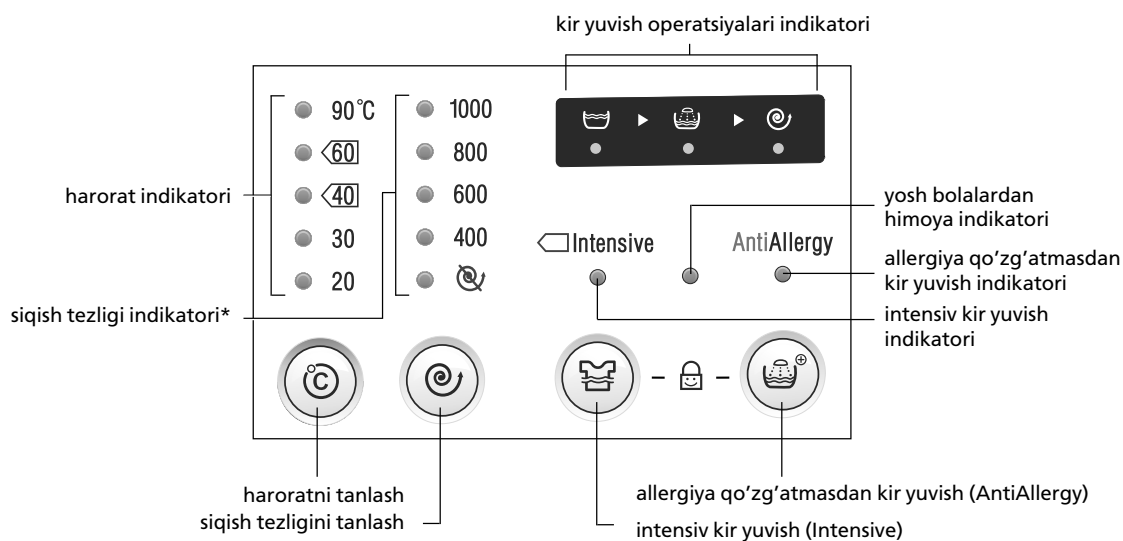 kir yuvish operatsiyalari indikatori
90°C
60
40
30
20
1000
800
600
400
harorat indikatori
siqish tezligi indikatori*
Intensive
AntiAllergy
yosh bolalardan
himoya indikatori
allergiya qo'zg'atmasdan
kir yuvish indikatori
intensiv kir yuvish
indikatori
°C
haroratni tanlash
siqish tezligini tanlash
allergiya qo'zg'atmasdan kir yuvish (AntiAllergy)
intensiv kir yuvish (Intensive)